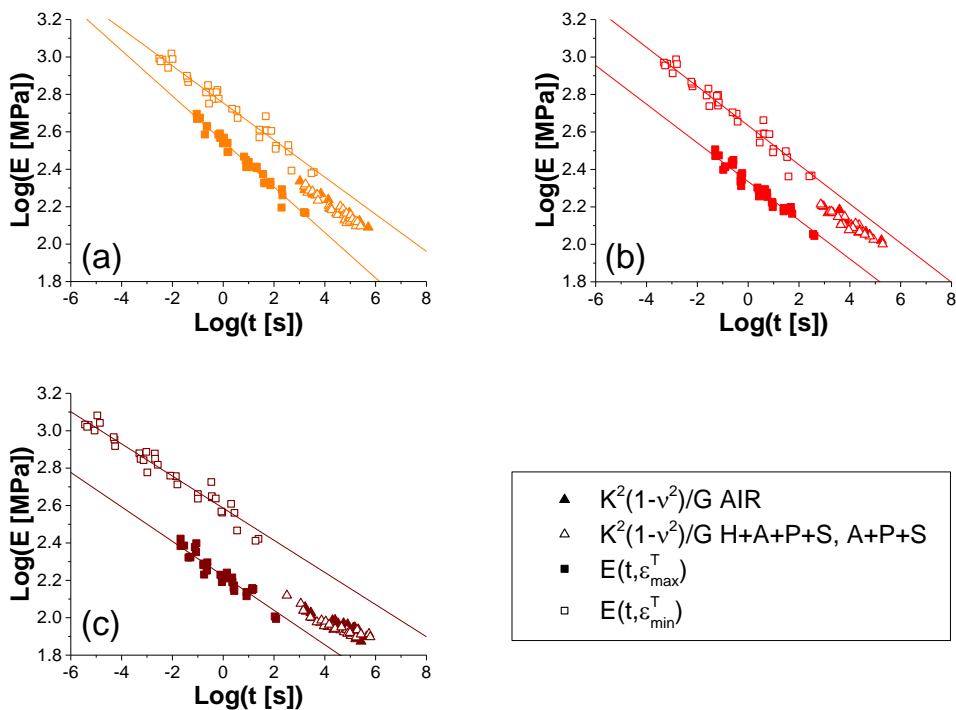 3.2
3.0
2.8
2.6
2.4
2.2
2.0
1.8
Log(E [MPa])
(a)
-6 -4 -2 0 2 4 6 8
Log(t [s])
3.2
3.0
2.8
2.6
2.4
2.2
2.0
1.8
Log(E [MPa])
(b)
-6 -4 -2 0 2 4 6 8
Log(t [s])
3.2
3.0
2.8
2.6
2.4
2.2
2.0
1.8
Log(E [MPa])
(c)
-6 -4 -2 0 2 4 6 8
Log(t [s])
▲ K²(1-ν²)/G AIR
△ K²(1-ν²)/G H+A+P+S, A+P+S
■ E(t,ε^T_max)
□ E(t,ε^T_min)